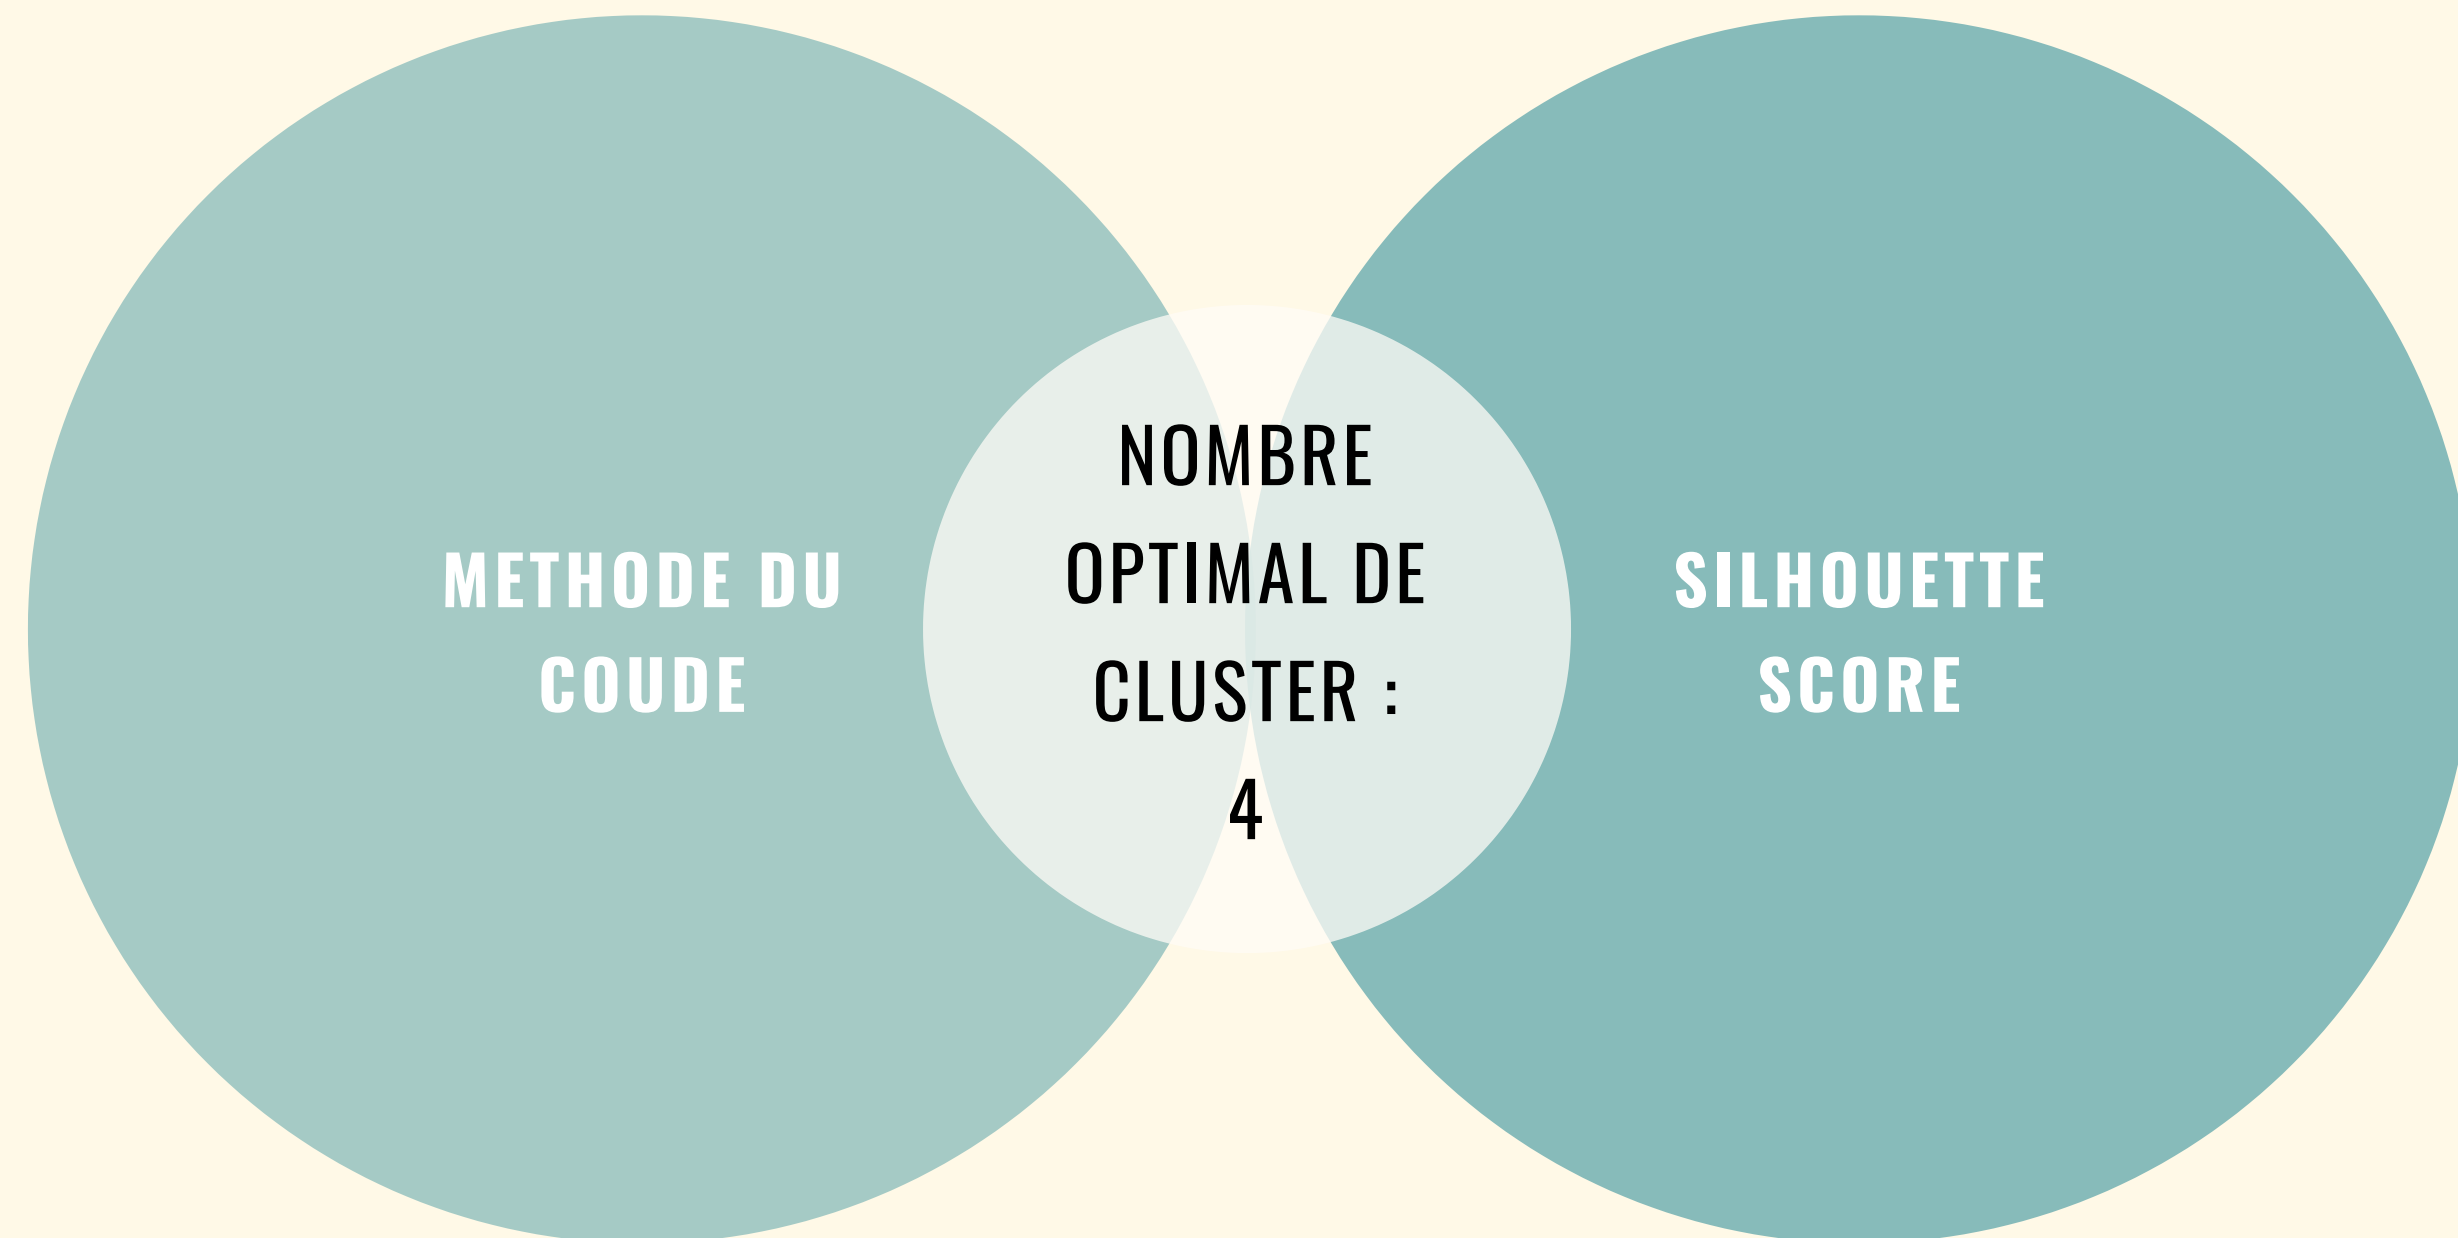 METHODE DU
COUDE
NOMBRE
OPTIMAL DE
CLUSTER :
4
SILHOUETTE
SCORE